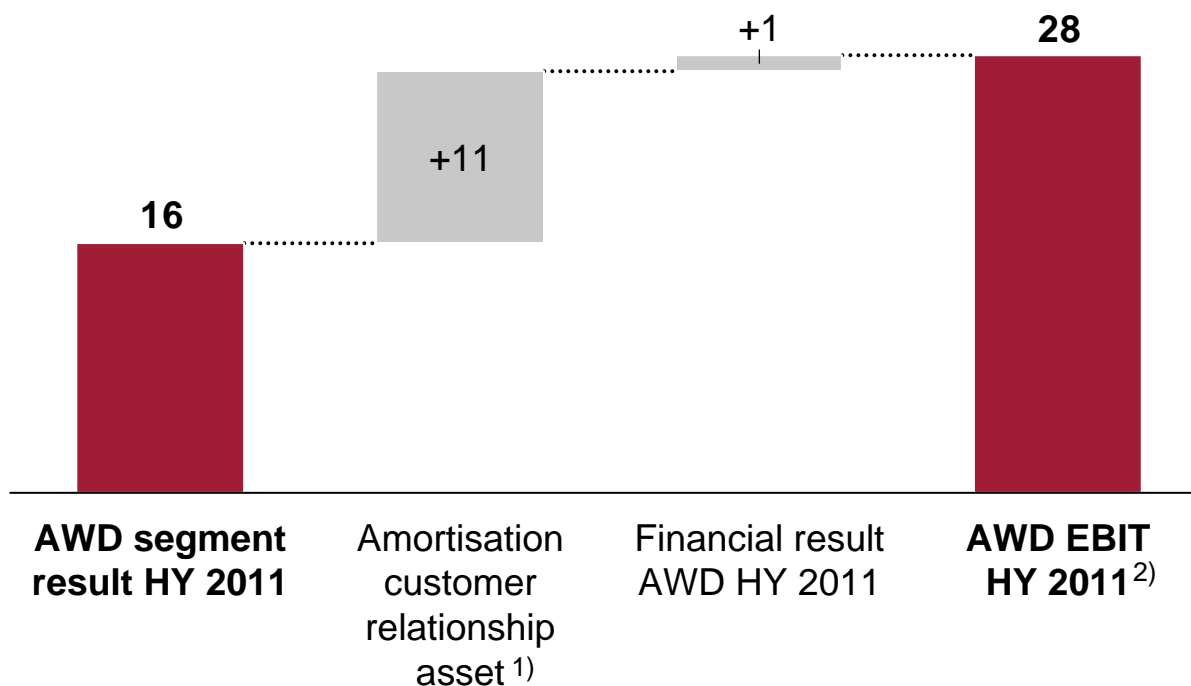 +1
28
+11
16
AWD segment
result HY 2011
Amortisation
customer
relationship
asset 1)
Financial result
AWD HY 2011
AWD EBIT
HY 2011 2)